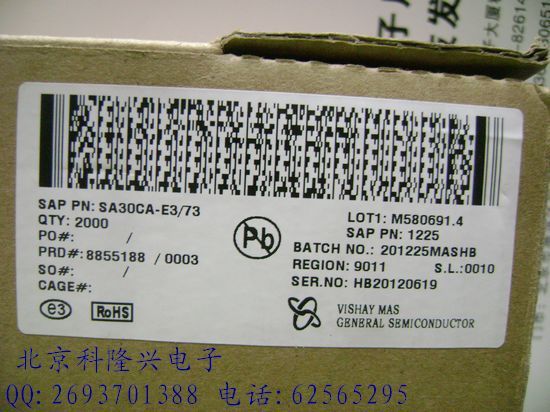 SAP PN: SA30CA-E3/73
QTY: 2000
PO#: /
PRD#: 8855188 / 0003
SO#: /
CAGE#:
e3
RoHS
Pb
LOT1: M580691.4
SAP PN: 1225
BATCH NO.: 201225MASHB
REGION: 9011 S.L.:0010
SER.NO: HB20120619
VISHAY MAS
GENERAL SEMICONDUCTOR
北京科隆兴电子
QQ: 2693701388 电话: 62565295